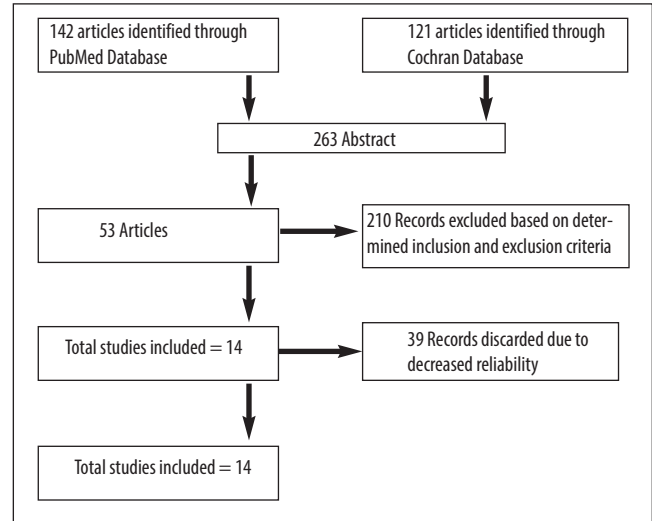 142 articles identified through
PubMed Database
121 articles identified through
Cochran Database
263 Abstract
53 Articles
210 Records excluded based on deter-
mined inclusion and exclusion criteria
Total studies included = 14
39 Records discarded due to
decreased reliability
Total studies included = 14